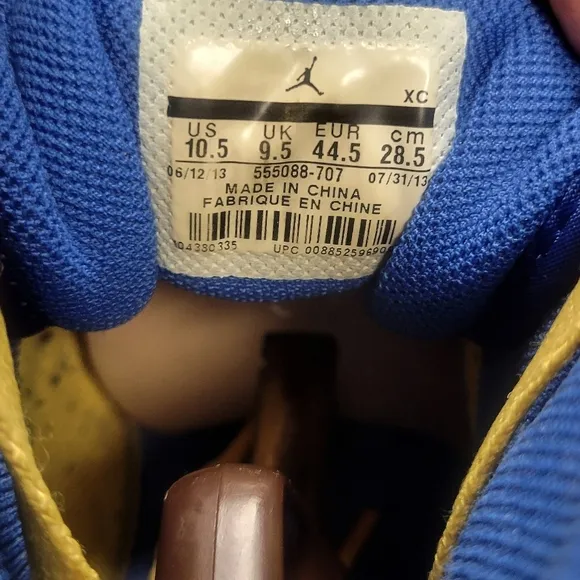 XC
US UK EUR cm
10.5 9.5 44.5 28.5
06/12/13 555088-707 07/31/13
MADE IN CHINA
FABRIQUE EN CHINE
UPC